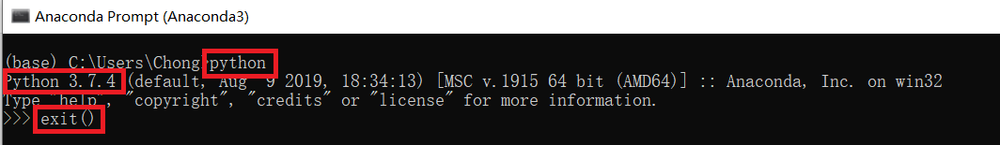 Anaconda Prompt (Anaconda3)
(base) C:\Users\Chong>python
Python 3.7.4 (default, Aug  9 2019, 18:34:13) [MSC v.1915 64 bit (AMD64)] :: Anaconda, Inc. on win32
Type "help", "copyright", "credits" or "license" for more information.
>>> exit()